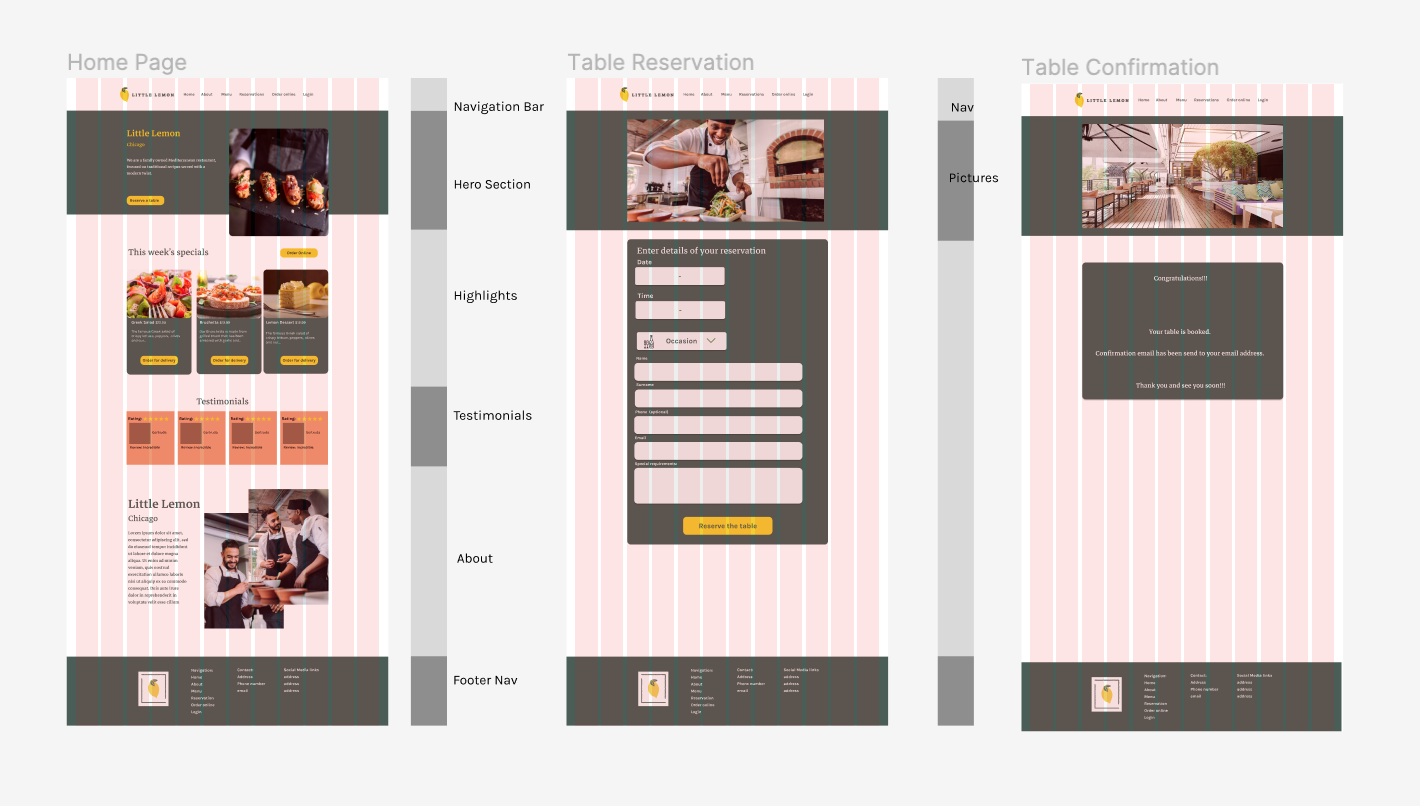 Home Page
LITTLE LEMON
Home About Menu Reservations Order online Login
Little Lemon
Chicago
We are a family owned Mediterranean restaurant,
focused on traditional recipes served with a
modern twist.
Reserve a table
This week's specials
Order Online
Greek Salad
Bruchetta
Lemon Dessert
Order for delivery
Order for delivery
Order for delivery
Testimonials
Rating:
Rating:
Rating:
Rating:
Little Lemon
Chicago
Lorem ipsum dolor sit amet,
consectetur adipiscing elit, sed
do eiusmod tempor incididunt
ut labore et dolore magna
aliqua. Ut enim ad minim
veniam, quis nostrud
exercitation ullamco laboris
nisi ut aliquip ex ea commodo
consequat. Duis aute irure
dolor in reprehenderit in
voluptate velit esse cillum
Navigation:
Home
About
Menu
Reservation
Order online
Login
Contact:
Address
Phone number
email
Social Media links
address
address
address
Navigation Bar
Hero Section
Highlights
Testimonials
About
Footer Nav
Table Reservation
LITTLE LEMON
Home About Menu Reservations Order online Login
Enter details of your reservation
Date
-
Time
-
Occasion
Name
Surname
Phone (optional)
Email
Special requirements:
Reserve the table
Navigation:
Home
About
Menu
Reservation
Order online
Login
Contact:
Address
Phone number
email
Social Media links
address
address
address
Nav
Pictures
Table Confirmation
LITTLE LEMON
Home About Menu Reservations Order online Login
Congratulations!!!
Your table is booked.
Confirmation email has been send to your email address.
Thank you and see you soon!!!
Navigation
Home
About
Menu
Reservation
Order online
Login
Contact:
Address
Phone number
email
Social Media links
address
address
address